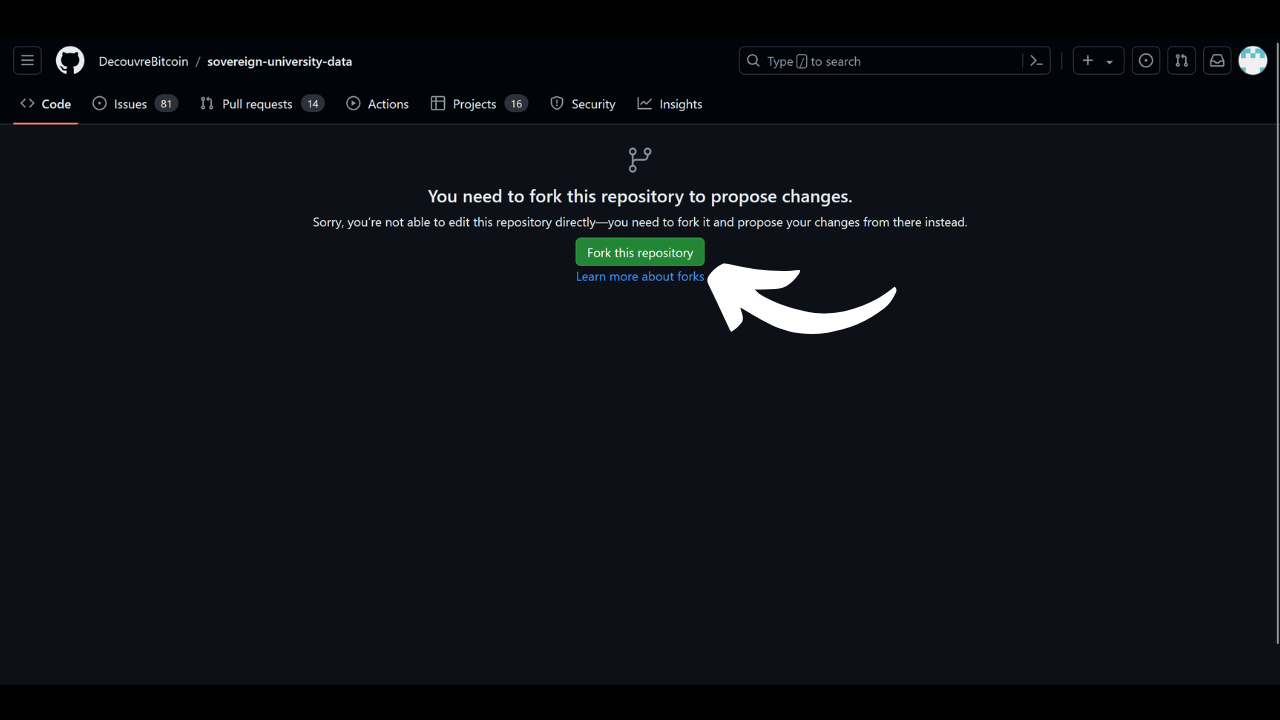 DecouvreBitcoin / sovereign-university-data
Type / to search
Code Issues 81 Pull requests 14 Actions Projects 16 Security Insights
You need to fork this repository to propose changes.
Sorry, you're not able to edit this repository directly—you need to fork it and propose your changes from there instead.
Fork this repository
Learn more about forks